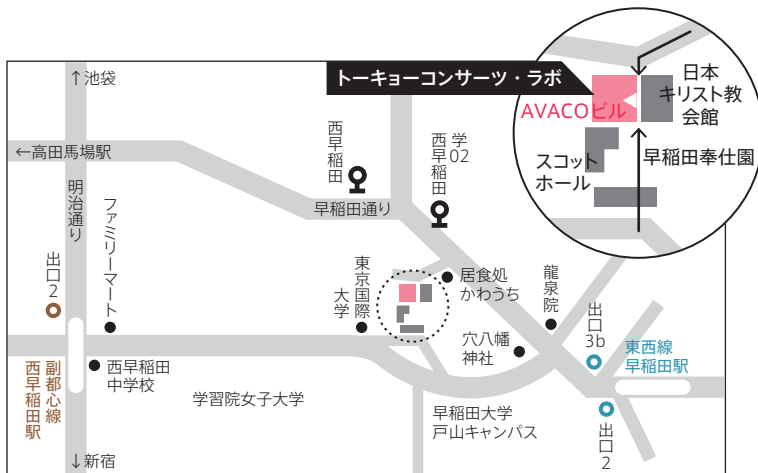 トーキョーコンサーツ・ラボ
日本
キリスト教
会館
AVACOビル
スコット
ホール
早稲田奉仕園
↑池袋
←高田馬場駅
明治通り
ファミリーマート
出口2
西早稲田
学02
西早稲田
早稲田通り
東京国際
大学
居食処
かわうち
龍泉院
出口
3b
東西線
早稲田駅
穴八幡
神社
副都心線
西早稲田駅
西早稲田
中学校
学習院女子大学
早稲田大学
戸山キャンパス
出口
2
↓新宿